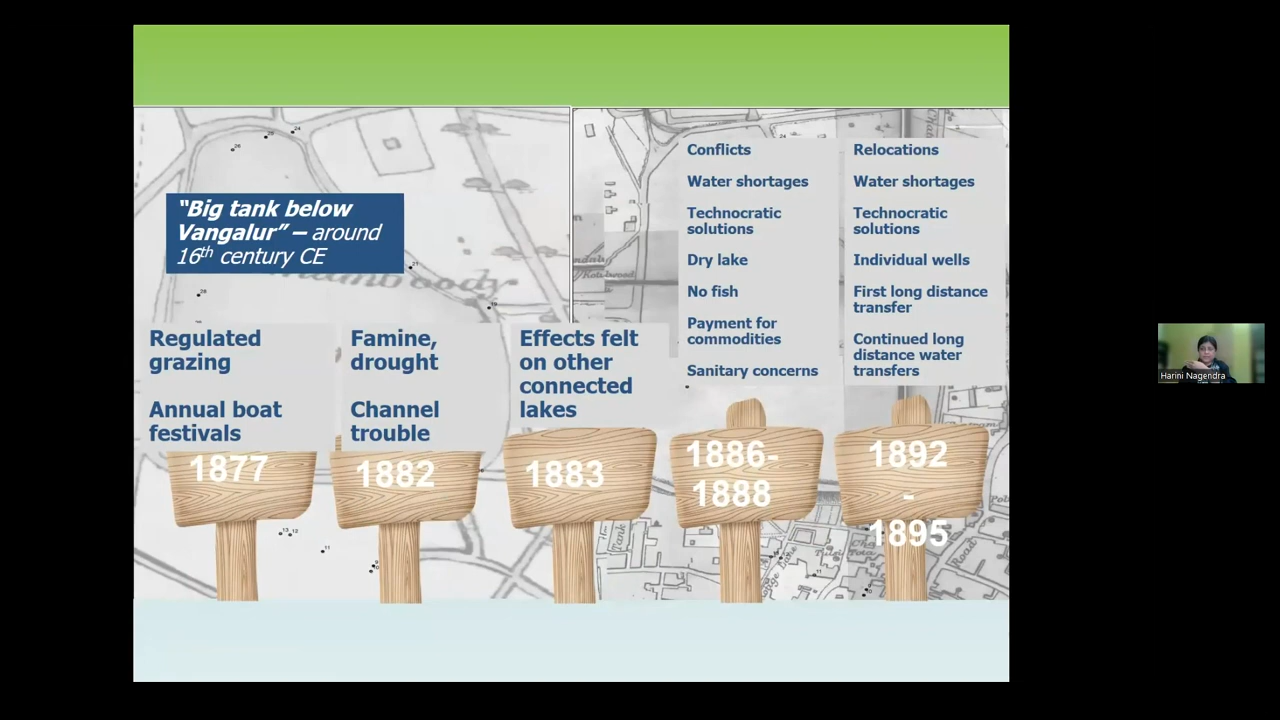 “Big tank below
Vangalur” – around
16th century CE
Regulated
grazing
Annual boat
festivals
1877
Famine,
drought
Channel
trouble
1882
Effects felt
on other
connected
lakes
1883
Conflicts
Water shortages
Technocratic
solutions
Dry lake
No fish
Payment for
commodities
Sanitary concerns
1886-
1888
Relocations
Water shortages
Technocratic
solutions
Individual wells
First long distance
transfer
Continued long
distance water
transfers
1892
-
1895
Tank
Road
Harini Nagendra